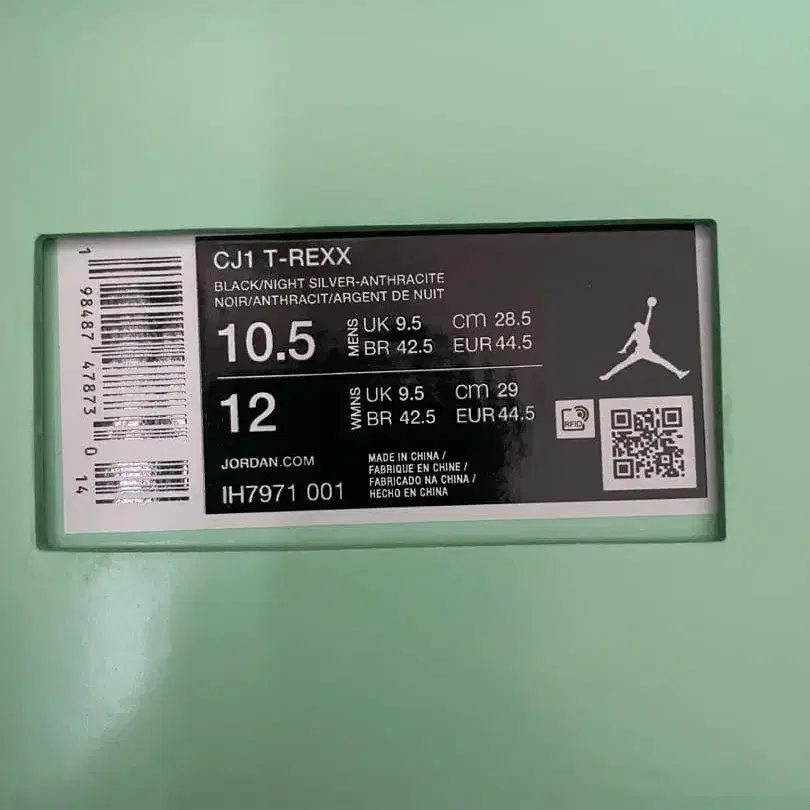 1 98487 47873 0 14
CJ1 T-REXX
BLACK/NIGHT SILVER-ANTHRACITE
NOIR/ANTHRACIT/ARGENT DE NUIT
10.5 MENS UK 9.5 cm 28.5
BR 42.5 EUR 44.5
12 WMNS UK 9.5 cm 29
BR 42.5 EUR 44.5
RFID
JORDAN.COM
IH7971 001
MADE IN CHINA /
FABRIQUE EN CHINE /
FABRICADO NA CHINA /
HECHO EN CHINA